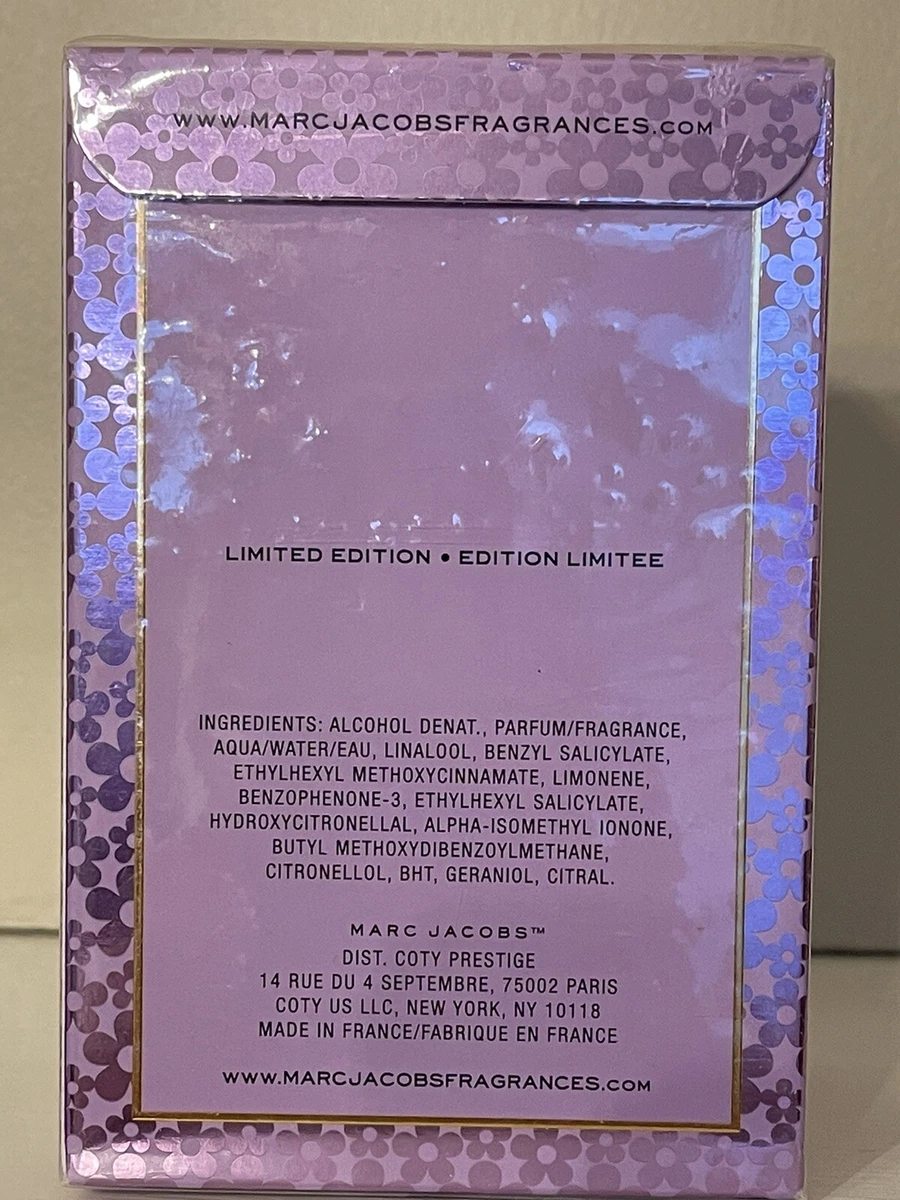 WWW.MARCJACOBSFRAGRANCES.COM
LIMITED EDITION • EDITION LIMITEE
INGREDIENTS: ALCOHOL DENAT., PARFUM/FRAGRANCE,
AQUA/WATER/EAU, LINALOOL, BENZYL SALICYLATE,
ETHYLHEXYL METHOXYCINNAMATE, LIMONENE,
BENZOPHENONE-3, ETHYLHEXYL SALICYLATE,
HYDROXYCITRONELLAL, ALPHA-ISOMETHYL IONONE,
BUTYL METHOXYDIBENZOYLMETHANE,
CITRONELLOL, BHT, GERANIOL, CITRAL.
MARC JACOBS™
DIST. COTY PRESTIGE
14 RUE DU 4 SEPTEMBRE, 75002 PARIS
COTY US LLC, NEW YORK, NY 10118
MADE IN FRANCE/FABRIQUE EN FRANCE
WWW.MARCJACOBSFRAGRANCES.COM